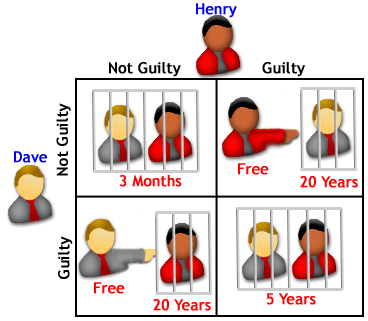 Henry
Not Guilty
Guilty
Dave
Not Guilty
3 Months
Free
20 Years
Guilty
Free
20 Years
5 Years